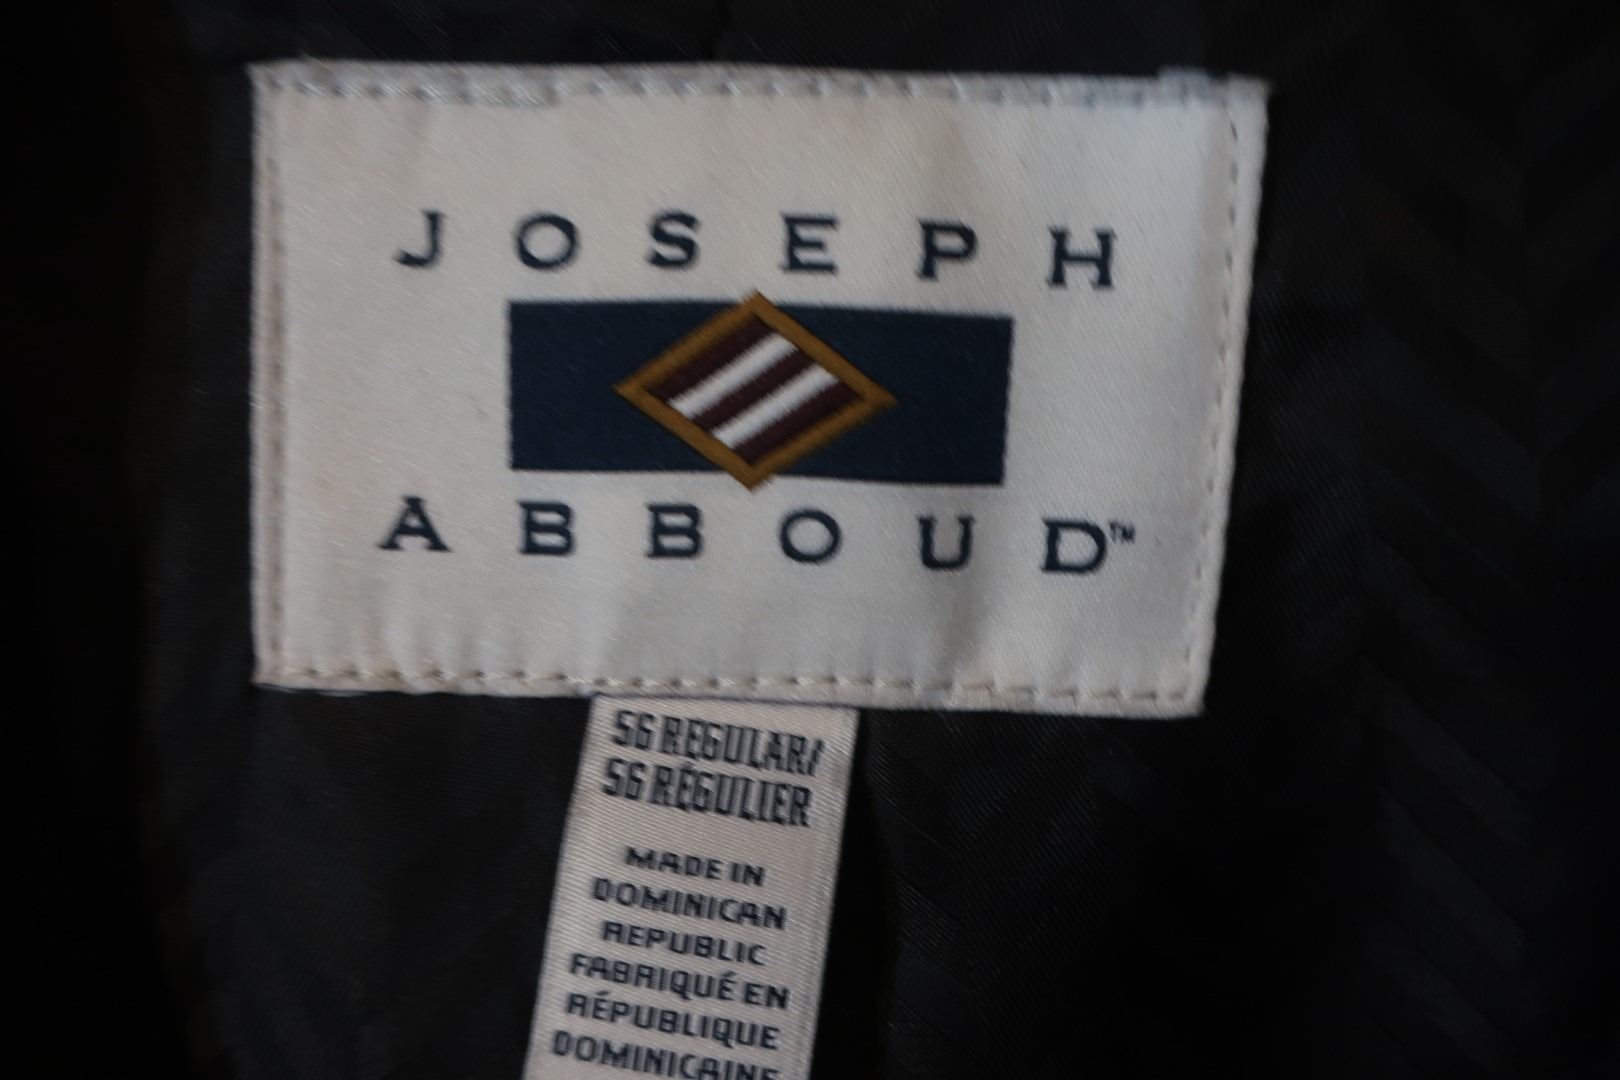 JOSEPH
ABBOUD™
56 REGULAR/
56 RÉGULIER
MADE IN
DOMINICAN
REPUBLIC
FABRIQUÉ EN
RÉPUBLIQUE
DOMINICAINE